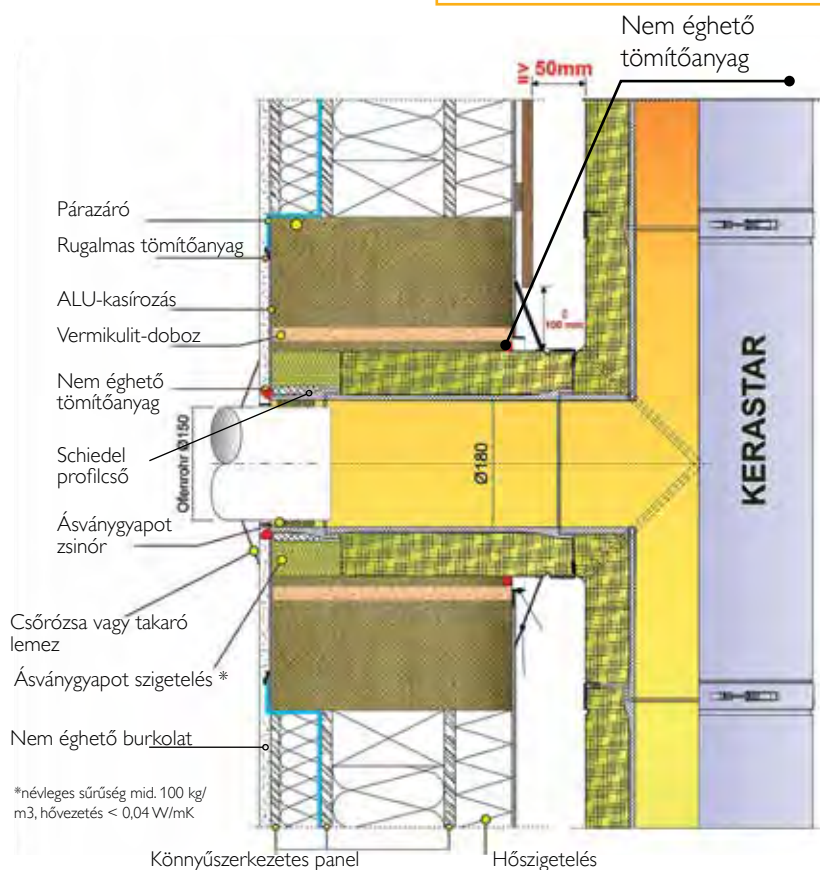 Nem éghető
tömítőanyag
≥ 50mm
Párazáró
Rugalmas tömítőanyag
ALU-kasírozás
Vermikulit-doboz
100 mm
Nem éghető
tömítőanyag
Schiedel
profilcső
Ofenrohr Ø150
Ø180
KERASTAR
Ásványgyapot
zsinór
Csőrózsa vagy takaró
lemez
Ásványgyapot szigetelés *
Nem éghető burkolat
*névleges sűrűség mid. 100 kg/
m3, hővezetés < 0,04 W/mK
Könnyűszerkezetes panel
Hőszigetelés